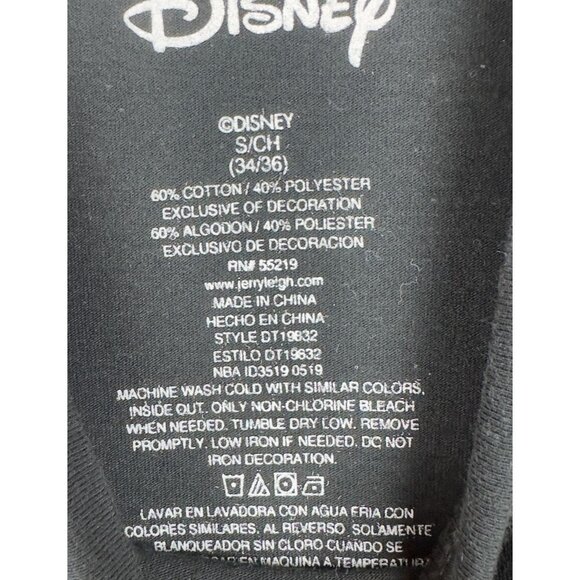 Disney
©DISNEY
S/CH
(34/36)
60% COTTON / 40% POLYESTER
EXCLUSIVE OF DECORATION
60% ALGODON / 40% POLIESTER
EXCLUSIVO DE DECORACION
RN# 55219
www.jerryleigh.com
MADE IN CHINA
HECHO EN CHINA
STYLE DT19832
ESTILO DT19832
NBA ID3519 0519
MACHINE WASH COLD WITH SIMILAR COLORS,
INSIDE OUT. ONLY NON-CHLORINE BLEACH
WHEN NEEDED. TUMBLE DRY LOW. REMOVE
PROMPTLY. LOW IRON IF NEEDED. DO NOT
IRON DECORATION.
LAVAR EN LAVADORA CON AGUA FRIA CON
COLORES SIMILARES. AL REVERSO. SOLAMENTE
BLANQUEADOR SIN CLORO CUANDO SE
EN MAQUINA A TEMPERATURA